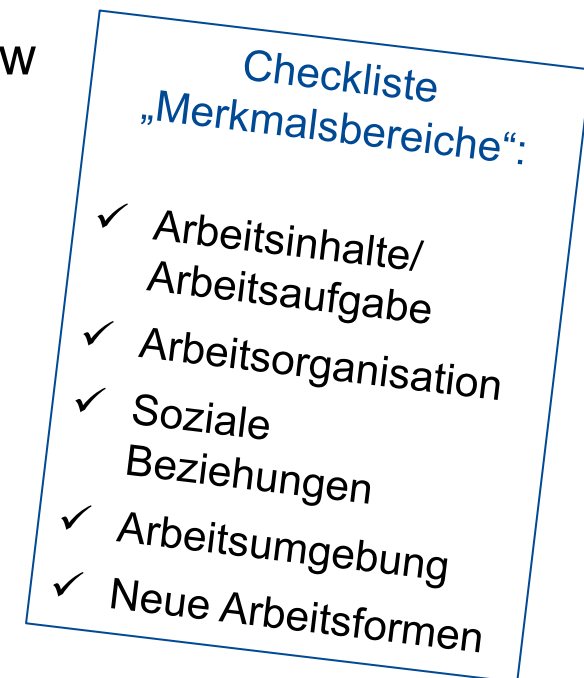 w
Checkliste
„Merkmalsbereiche“:
✓ Arbeitsinhalte/
Arbeitsaufgabe
✓ Arbeitsorganisation
✓ Soziale
Beziehungen
✓ Arbeitsumgebung
✓ Neue Arbeitsformen